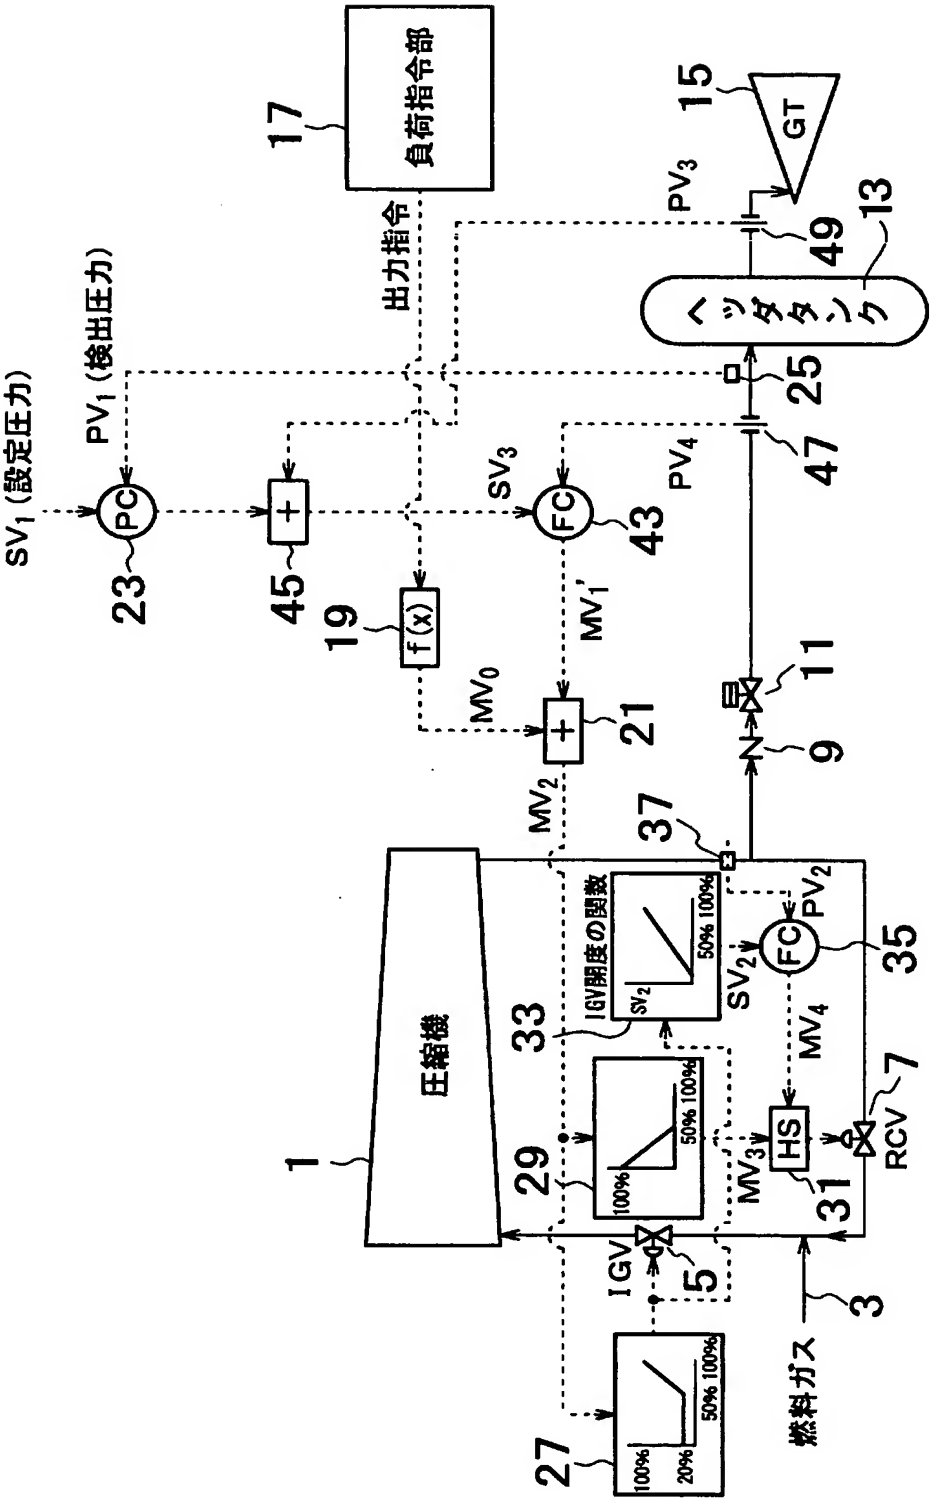 SV₁ (設定圧力)
PV₁ (検出圧力)
PC
23
+
45
17
負荷指令部
出力指令
f(x)
19
SV₃
FC
43
MV₁'
MV₀
+
21
MV₂
PV₃
15
GT
49
13
ヘッダタンク
25
47
PV₄
11
9
37
PV₂
1
圧縮機
IGV開度の関数
SV₂
50% 100%
33
SV₂
FC
35
MV₄
100%
50% 100%
29
MV₃
HS
31
7
RCV
IGV
5
3
燃料ガス
100%
20%
50% 100%
27